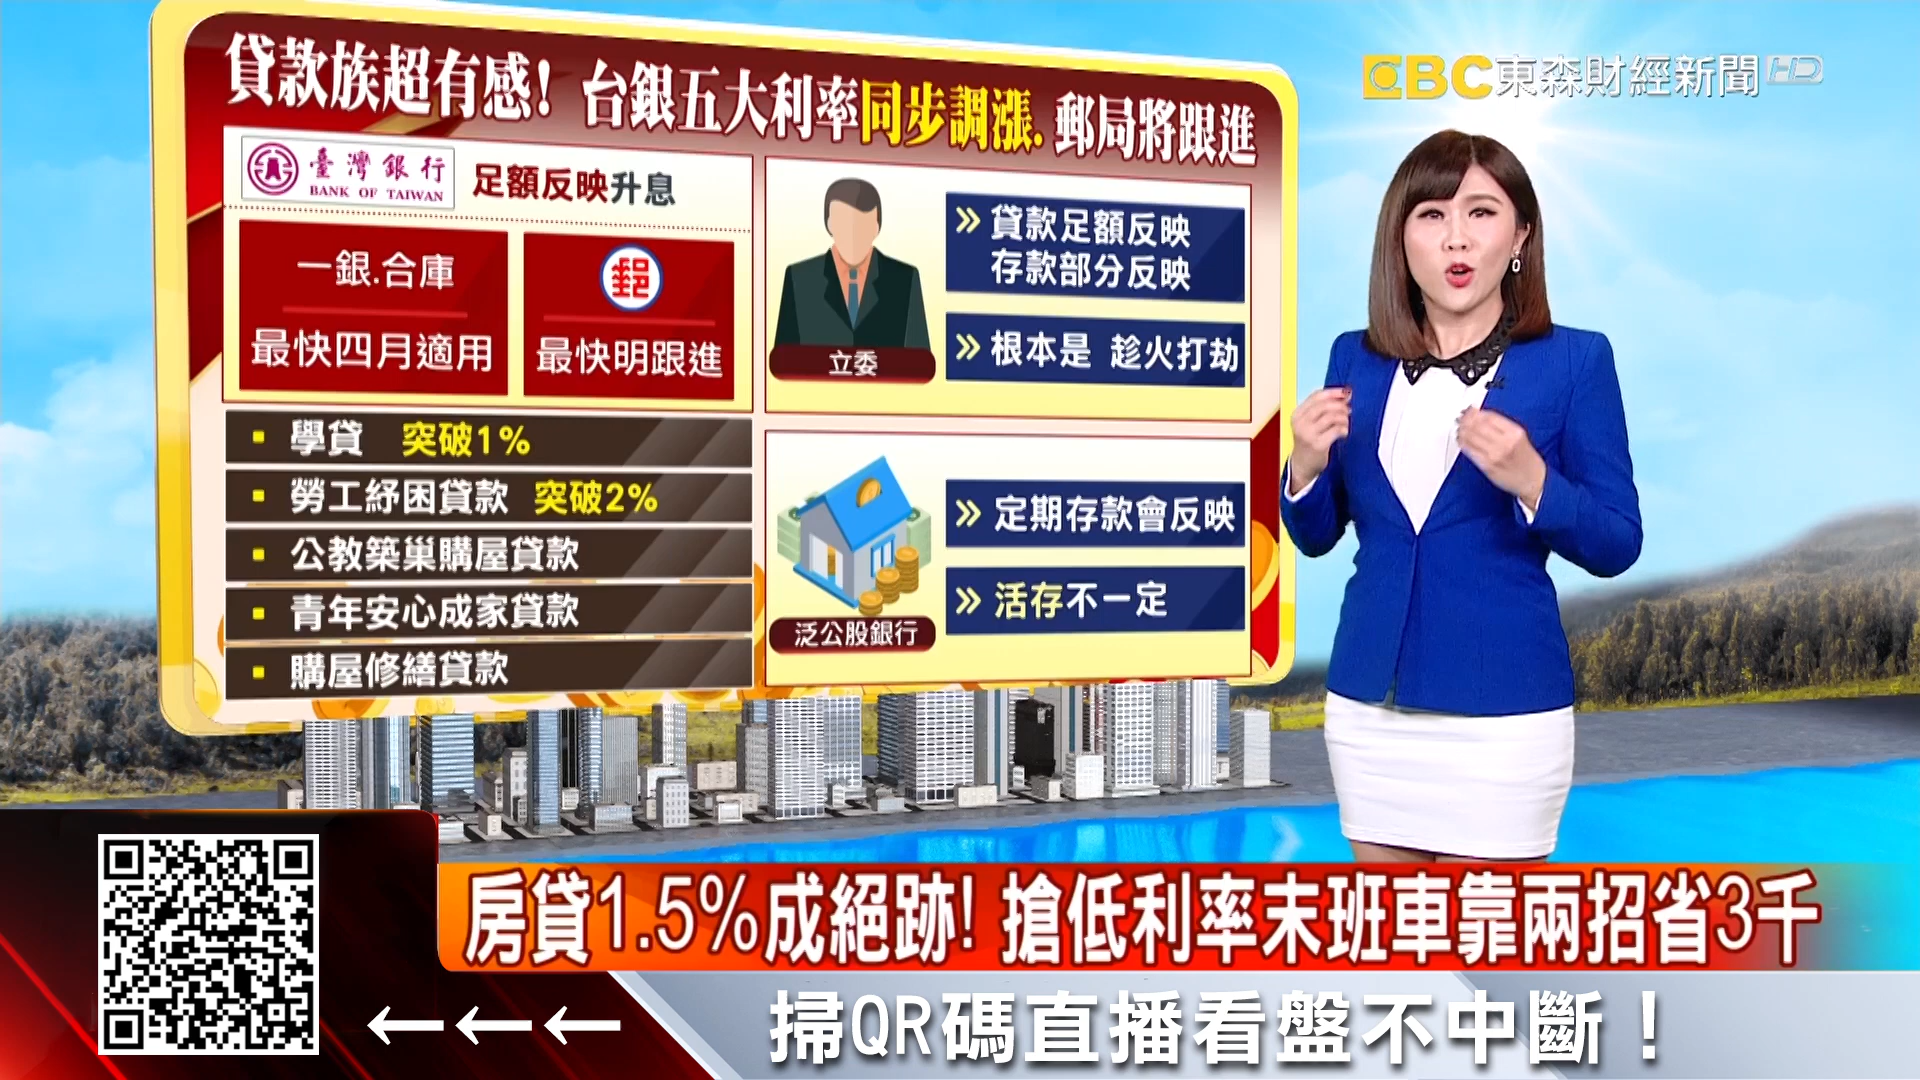 貸款族超有感! 台銀五大利率同步調漲.郵局將跟進
EBC東森財經新聞HD
臺灣銀行
BANK OF TAIWAN
足額反映升息
一銀.合庫
最快四月適用
郵
最快明跟進
學貸 突破1%
勞工紓困貸款 突破2%
公教築巢購屋貸款
青年安心成家貸款
購屋修繕貸款
立委
» 貸款足額反映
存款部分反映
» 根本是 趁火打劫
泛公股銀行
» 定期存款會反映
» 活存不一定
房貸1.5%成絕跡! 搶低利率末班車靠兩招省3千
←←← 掃QR碼直播看盤不中斷!